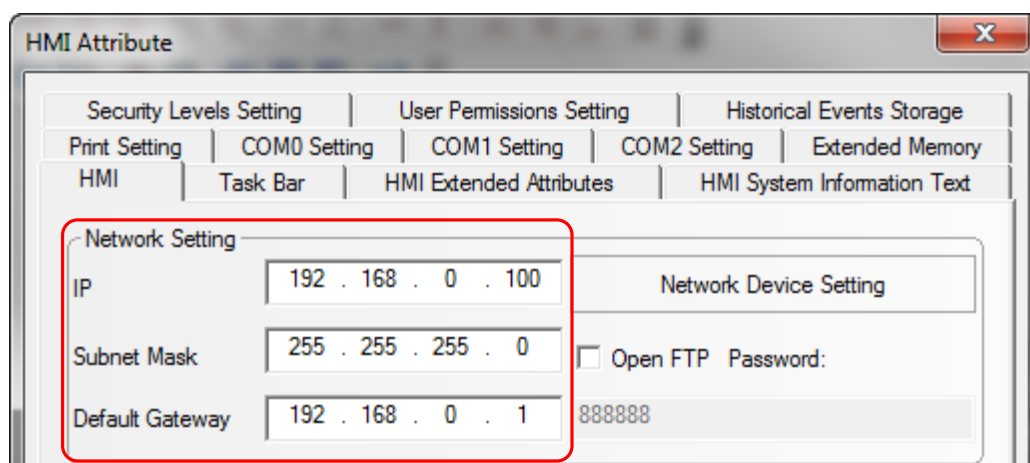 HMI Attribute
Security Levels Setting User Permissions Setting Historical Events Storage
Print Setting COM0 Setting COM1 Setting COM2 Setting Extended Memory
HMI Task Bar HMI Extended Attributes HMI System Information Text
Network Setting
IP 192 . 168 . 0 . 100 Network Device Setting
Subnet Mask 255 . 255 . 255 . 0 Open FTP Password:
Default Gateway 192 . 168 . 0 . 1 888888